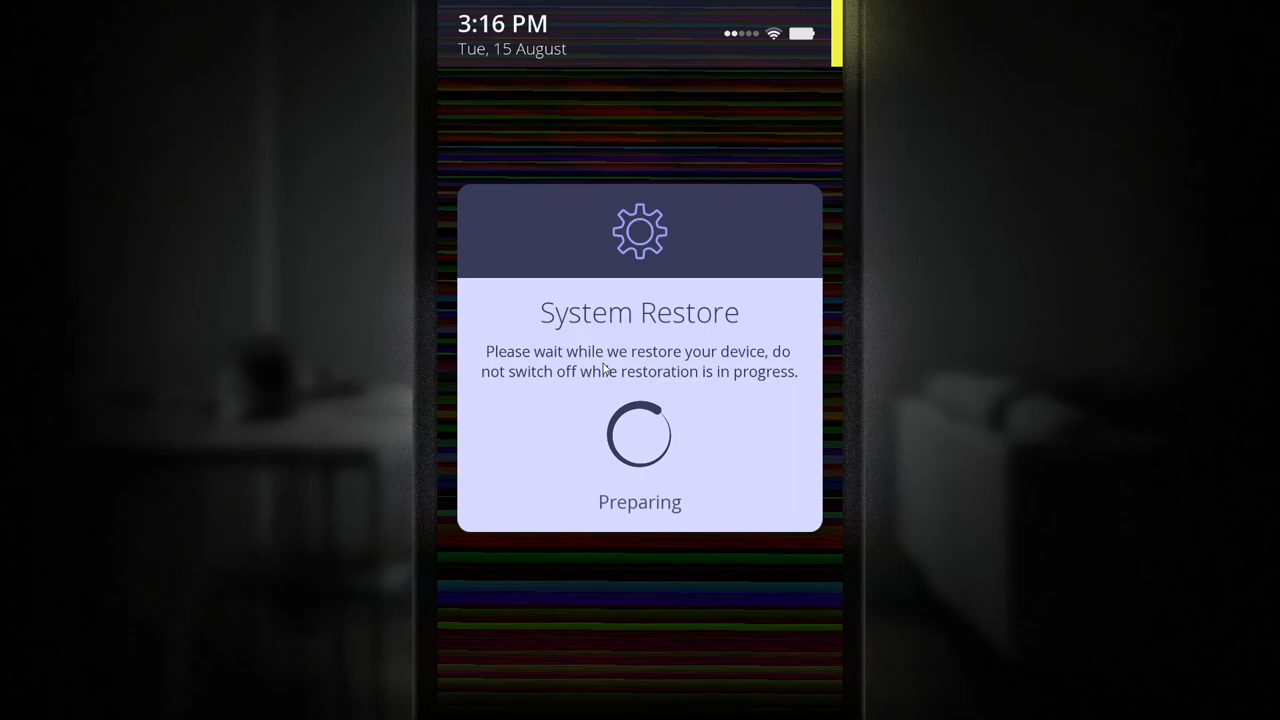 3:16 PM
Tue, 15 August
System Restore
Please wait while we restore your device, do
not switch off while restoration is in progress.
Preparing